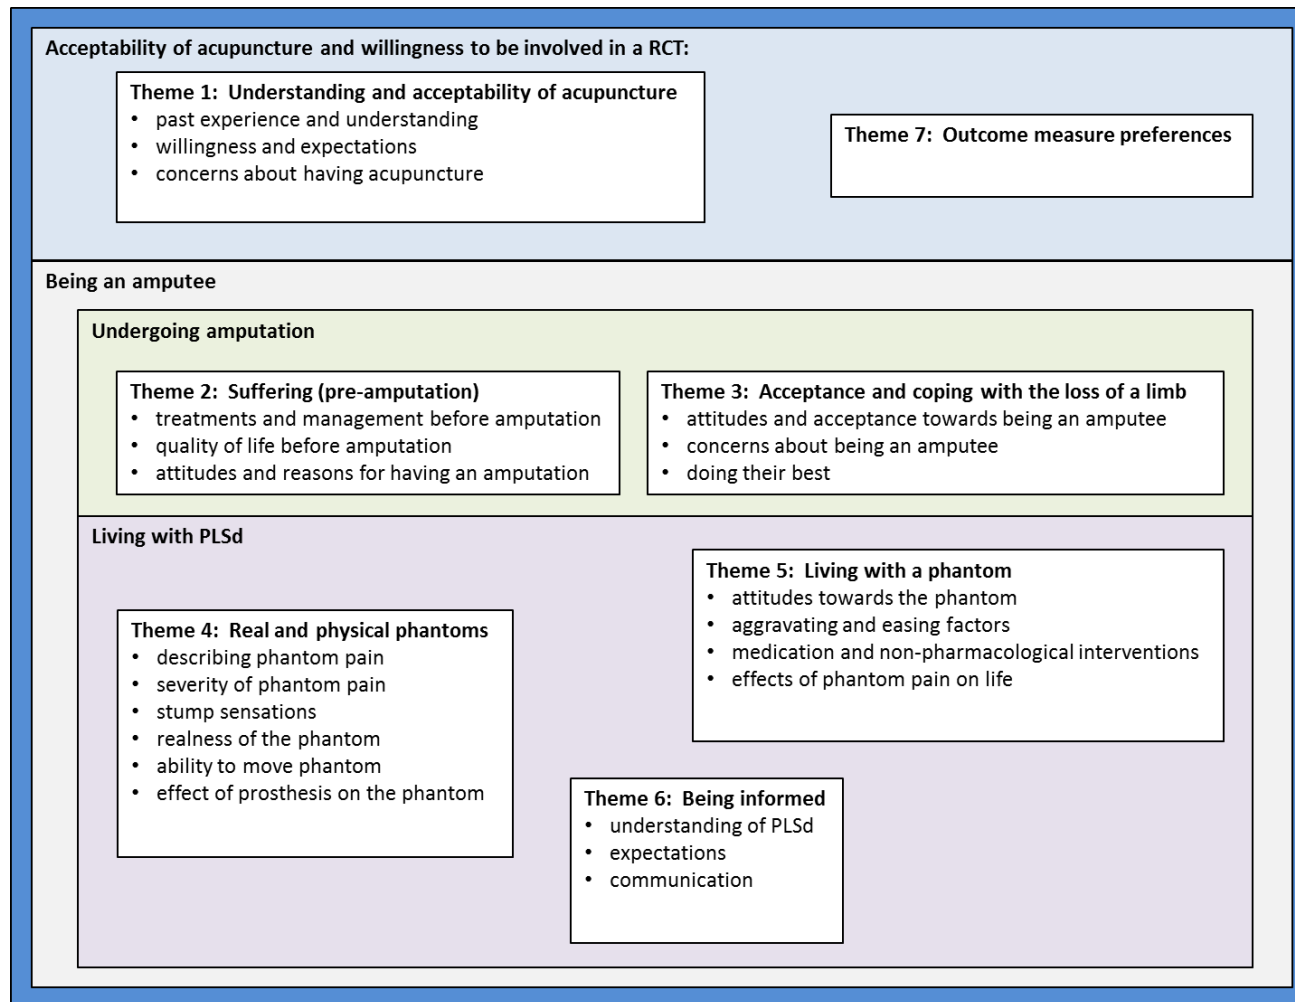 Acceptability of acupuncture and willingness to be involved in a RCT:
Theme 1:  Understanding and acceptability of acupuncture
• past experience and understanding
• willingness and expectations
• concerns about having acupuncture
Theme 7:  Outcome measure preferences
Being an amputee
Undergoing amputation
Theme 2:  Suffering (pre-amputation)
• treatments and management before amputation
• quality of life before amputation
• attitudes and reasons for having an amputation
Theme 3:  Acceptance and coping with the loss of a limb
• attitudes and acceptance towards being an amputee
• concerns about being an amputee
• doing their best
Living with PLSd
Theme 4:  Real and physical phantoms
• describing phantom pain
• severity of phantom pain
• stump sensations
• realness of the phantom
• ability to move phantom
• effect of prosthesis on the phantom
Theme 5:  Living with a phantom
• attitudes towards the phantom
• aggravating and easing factors
• medication and non-pharmacological interventions
• effects of phantom pain on life
Theme 6:  Being informed
• understanding of PLSd
• expectations
• communication